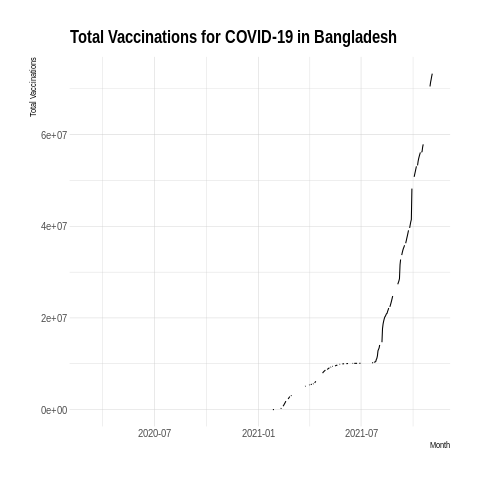 Total Vaccinations for COVID-19 in Bangladesh
Total Vaccinations
6e+07
4e+07
2e+07
0e+00
2020-07
2021-01
2021-07
Month